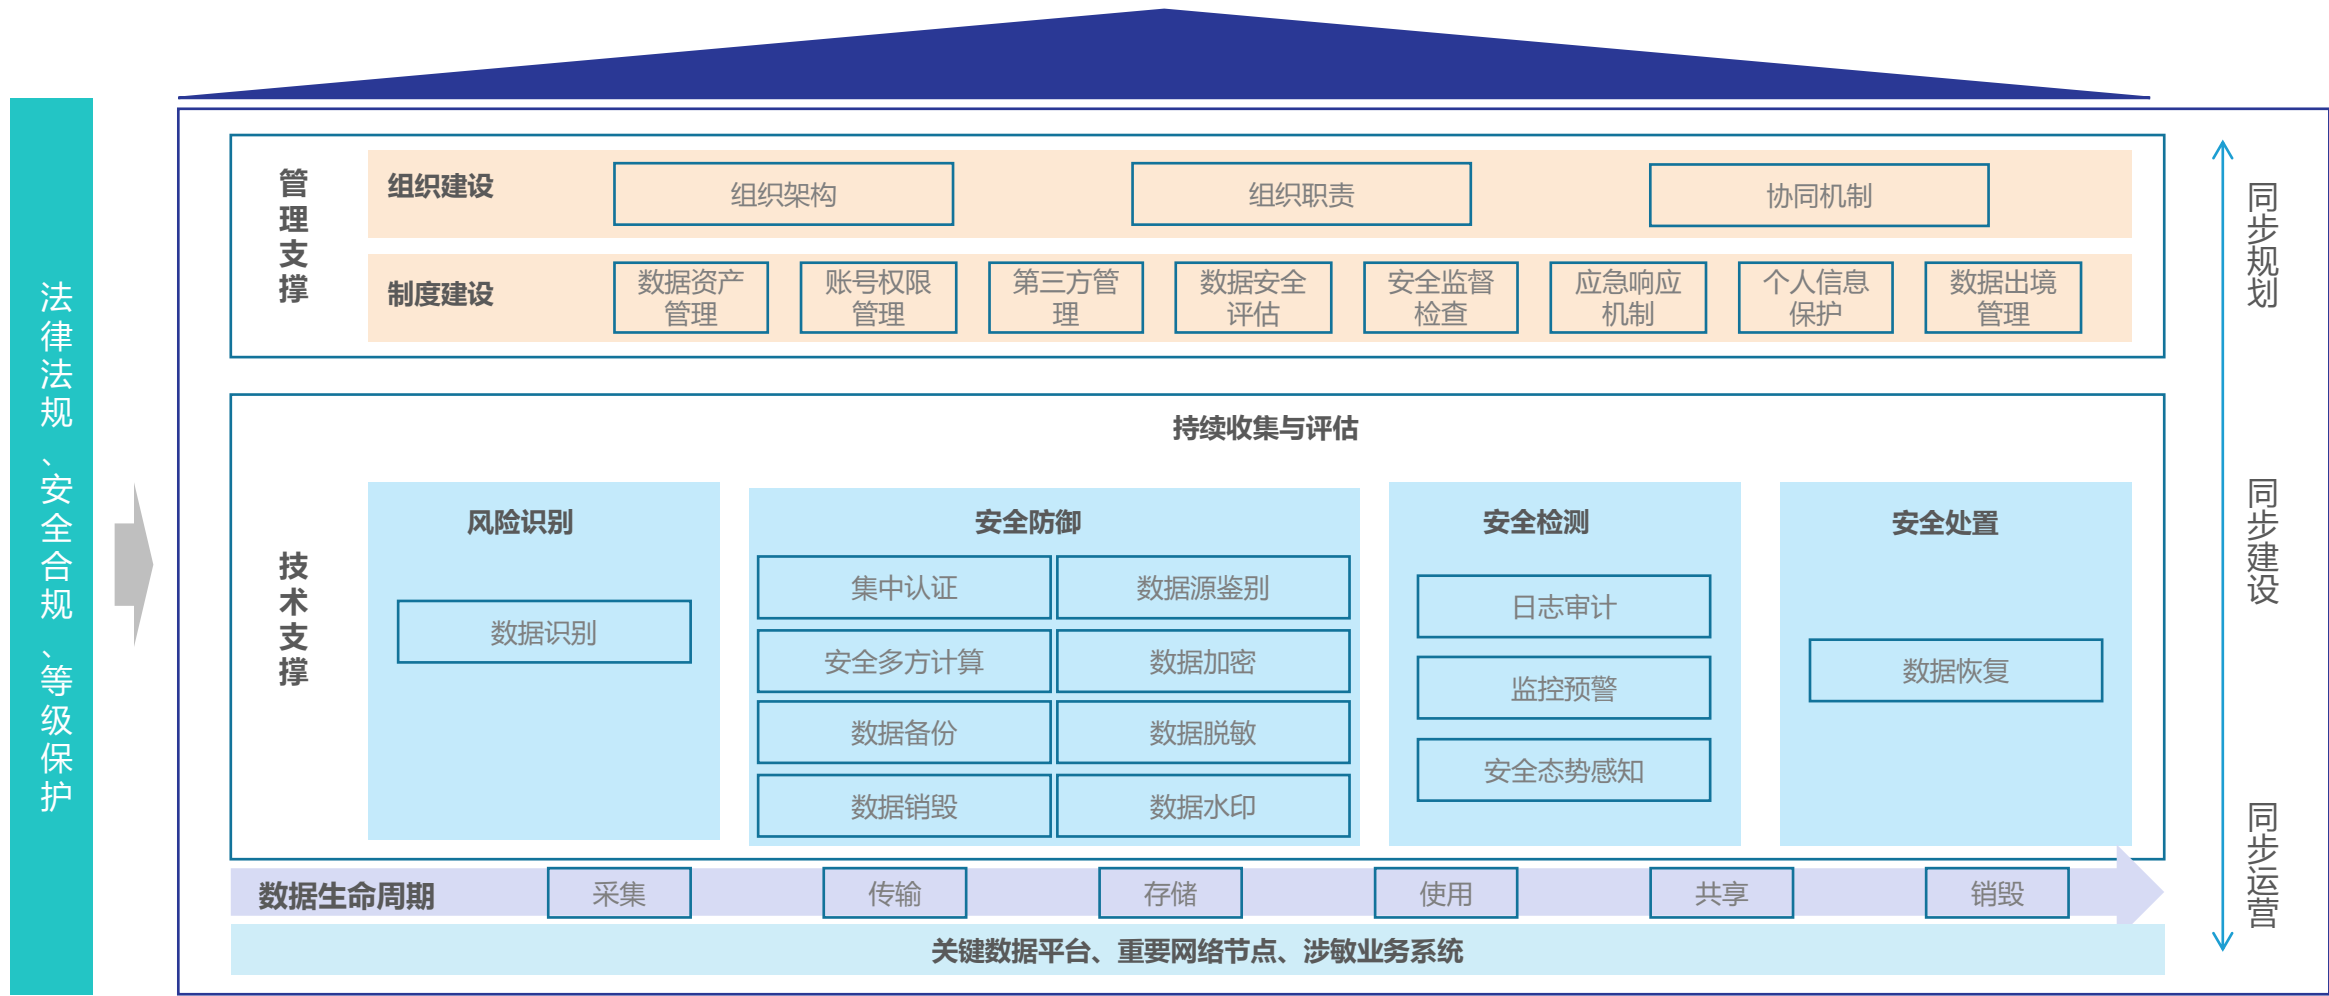 法律法规、安全合规、等级保护
管理支撑
组织建设
组织架构
组织职责
协同机制
制度建设
数据资产
管理
账号权限
管理
第三方管
理
数据安全
评估
安全监督
检查
应急响应
机制
个人信息
保护
数据出境
管理
技术支撑
持续收集与评估
风险识别
数据识别
安全防御
集中认证
数据源鉴别
安全多方计算
数据加密
数据备份
数据脱敏
数据销毁
数据水印
安全检测
日志审计
监控预警
安全态势感知
安全处置
数据恢复
数据生命周期
采集
传输
存储
使用
共享
销毁
关键数据平台、重要网络节点、涉敏业务系统
同步规划
同步建设
同步运营